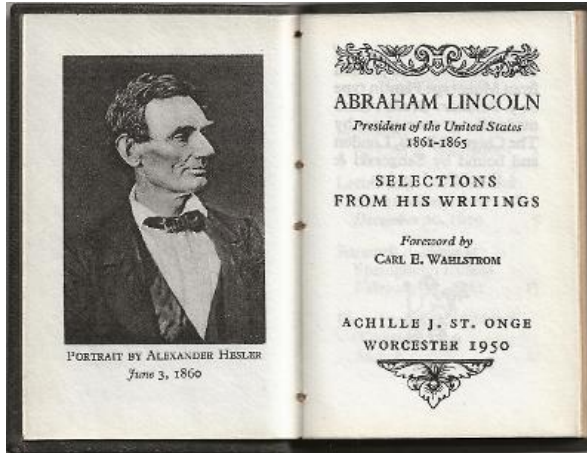 PORTRAIT BY ALEXANDER HESLER
June 3, 1860
ABRAHAM LINCOLN
President of the United States
1861-1865
SELECTIONS
FROM HIS WRITINGS
Foreword by
CARL E. WAHLSTROM
ACHILLE J. ST. ONGE
WORCESTER 1950